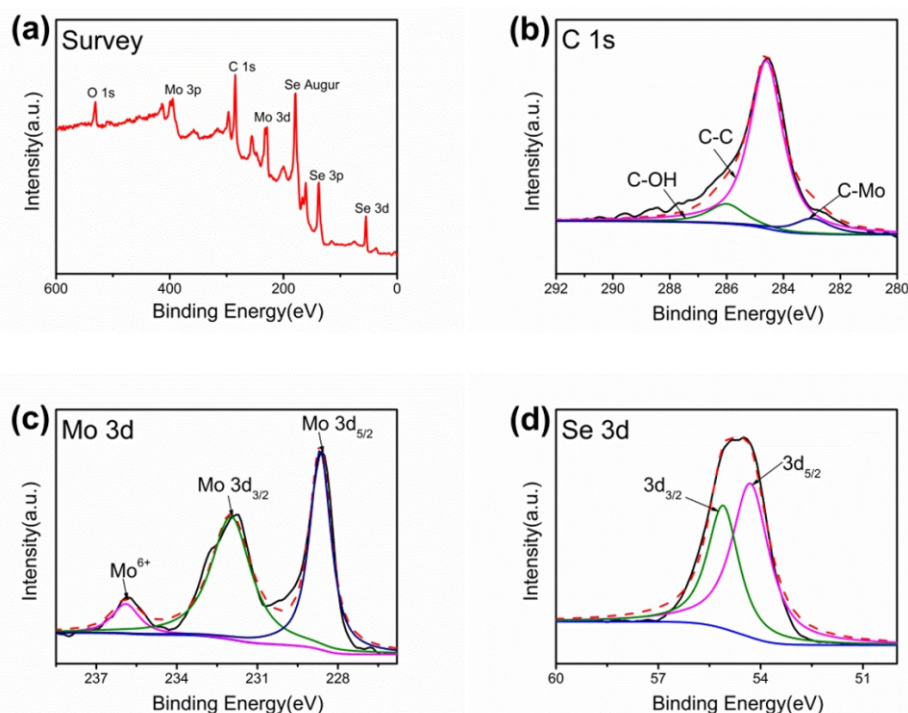 (a) Survey
O 1s
Mo 3p
C 1s
Mo 3d
Se Augur
Se 3p
Se 3d
Intensity(a.u.)
600 400 200 0
Binding Energy(eV)
(b) C 1s
C-OH
C-C
C-Mo
Intensity(a.u.)
292 290 288 286 284 282 280
Binding Energy(eV)
(c) Mo 3d
Mo⁶⁺
Mo 3d₃/₂
Mo 3d₅/₂
Intensity(a.u.)
237 234 231 228
Binding Energy(eV)
(d) Se 3d
3d₃/₂
3d₅/₂
Intensity(a.u.)
60 57 54 51
Binding Energy(eV)